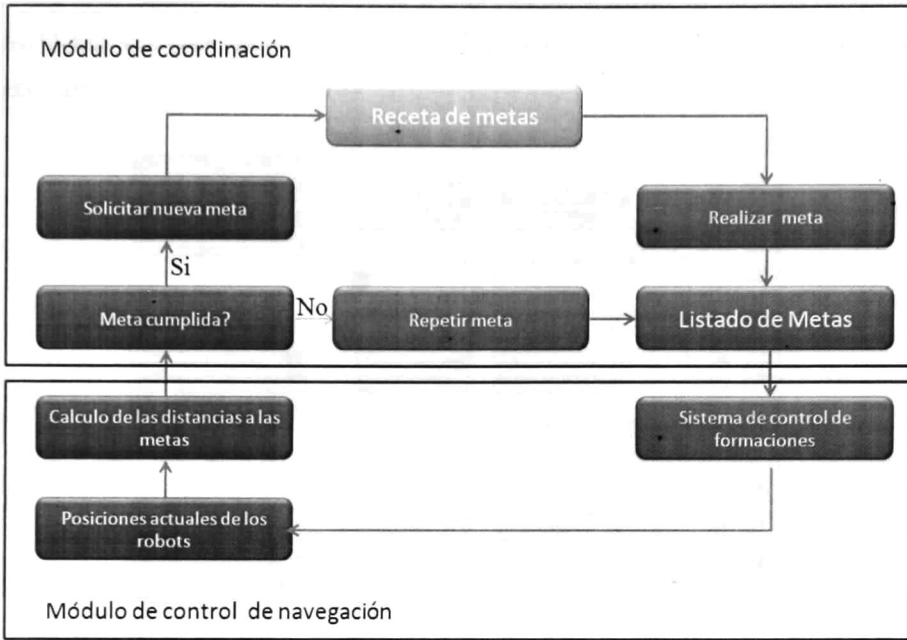 Módulo de coordinación
Receta de metas
Solicitar nueva meta
Realizar meta
Si
Meta cumplida?
No
Repetir meta
Listado de Metas
Calculo de las distancias a las
metas
Sistema de control de
formaciones
Posiciones actuales de los
robots
Módulo de control de navegación